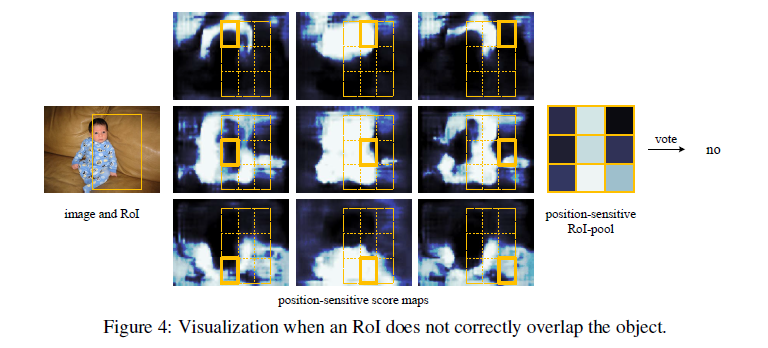 image and RoI
position-sensitive score maps
position-sensitive
RoI-pool
vote
no
Figure 4: Visualization when an RoI does not correctly overlap the object.